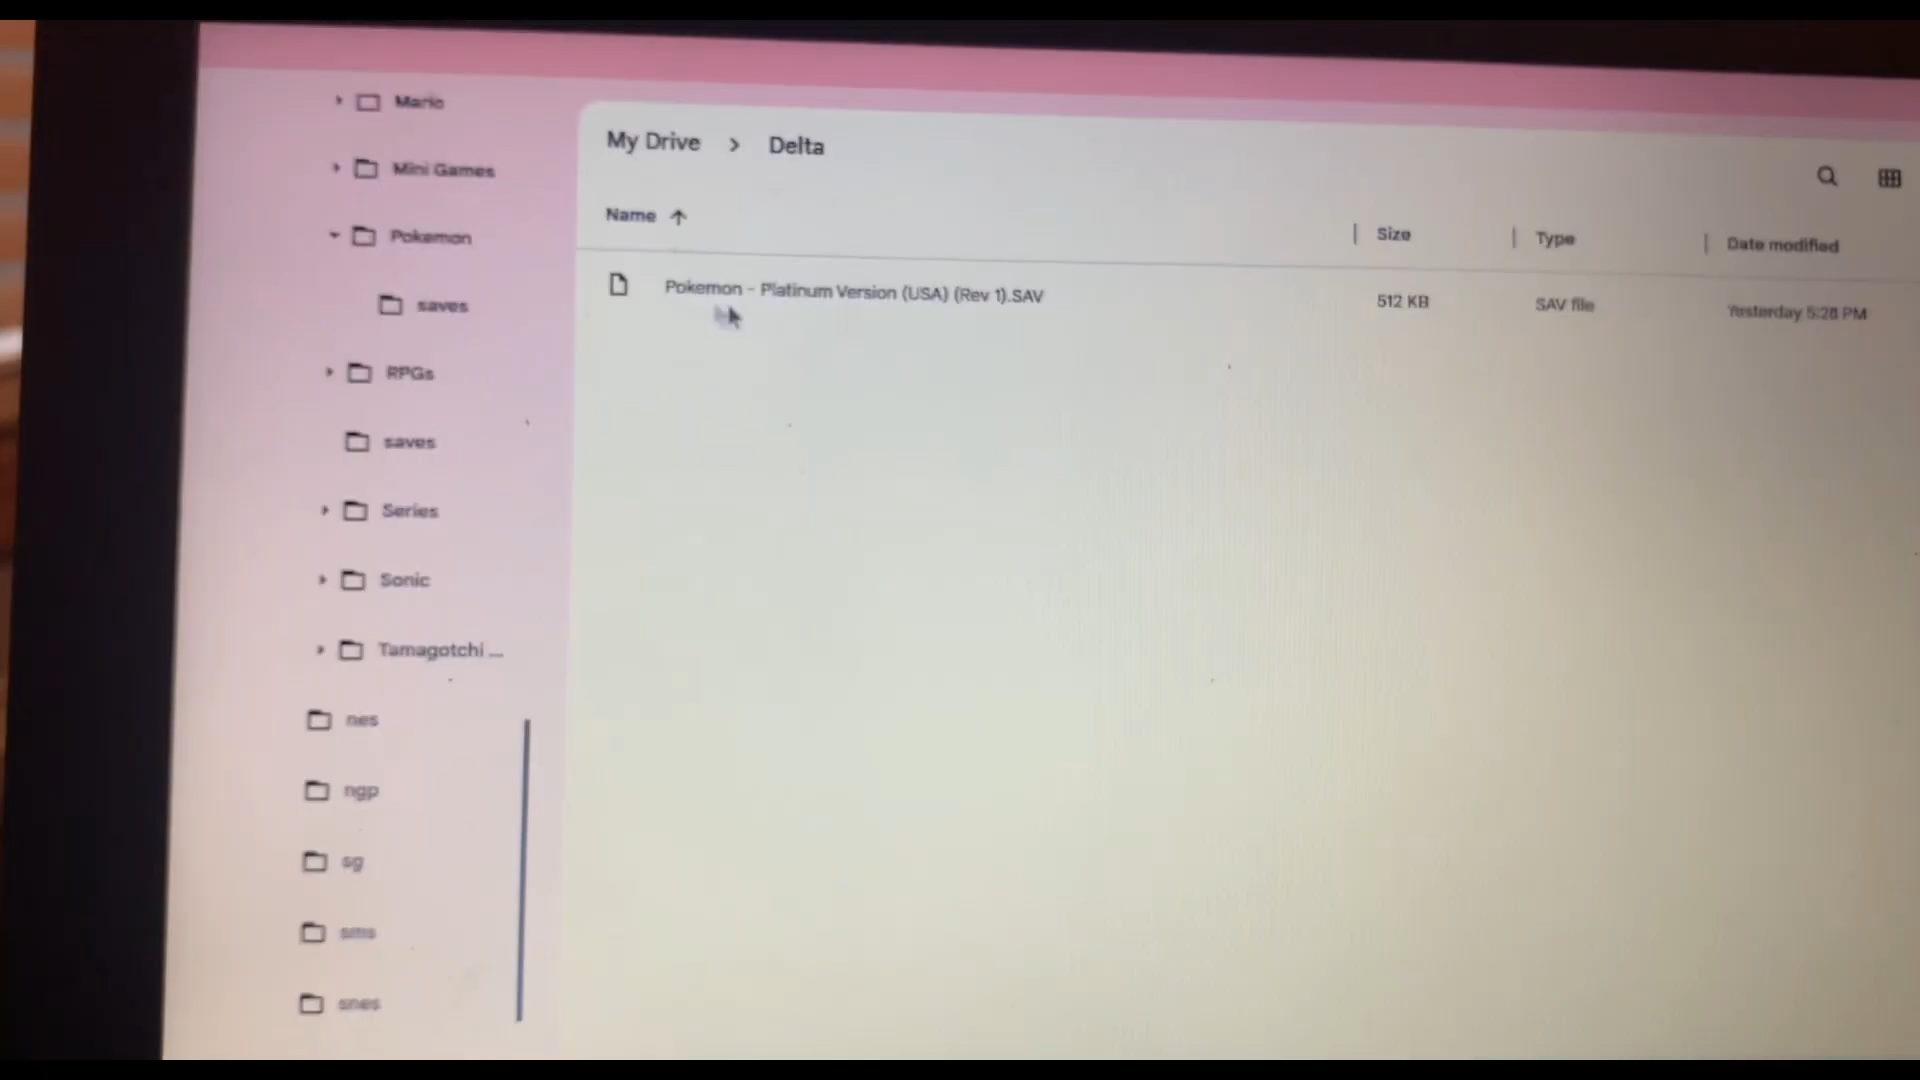 Mario
Mini Games
Pokemon
saves
RPGs
saves
Series
Sonic
Tamagotchi ...
nes
ngp
sg
sms
snes
My Drive > Delta
Name ↑ Size Type Date modified
Pokemon - Platinum Version (USA) (Rev 1).SAV 512 KB SAV file Yesterday 5:28 PM